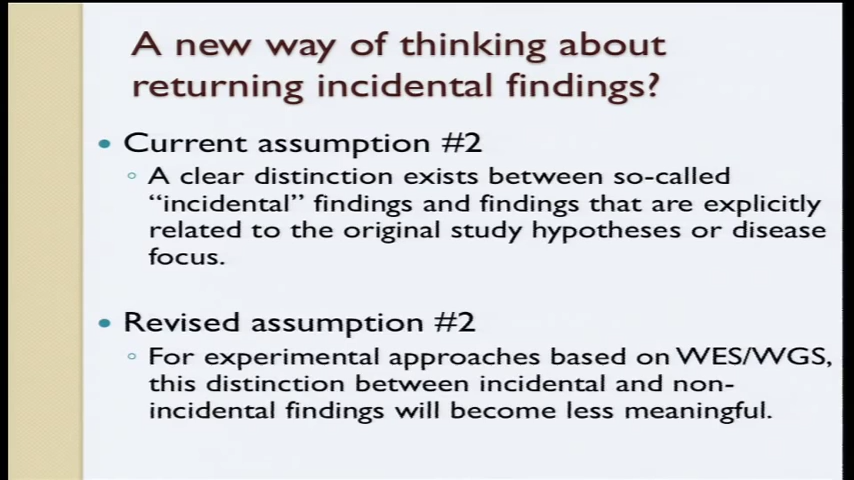 A new way of thinking about
returning incidental findings?
• Current assumption #2
◦ A clear distinction exists between so-called
“incidental” findings and findings that are explicitly
related to the original study hypotheses or disease
focus.
• Revised assumption #2
◦ For experimental approaches based on WES/WGS,
this distinction between incidental and non-
incidental findings will become less meaningful.